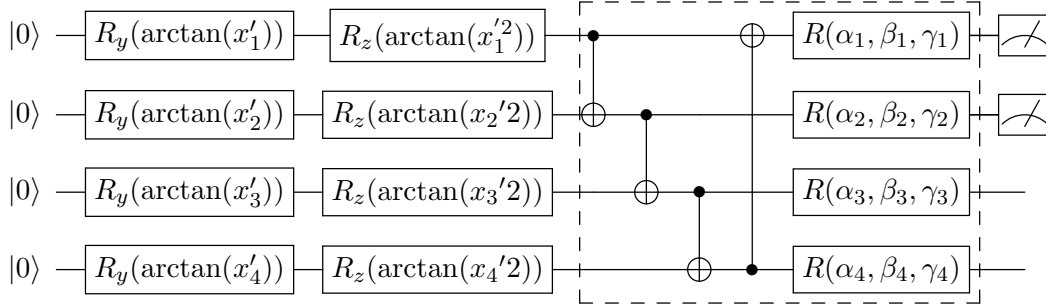 |0⟩ R_y(arctan(x′_1)) R_z(arctan(x_1^{′2})) R(α_1, β_1, γ_1)
|0⟩ R_y(arctan(x′_2)) R_z(arctan(x_2′2)) R(α_2, β_2, γ_2)
|0⟩ R_y(arctan(x′_3)) R_z(arctan(x_3′2)) R(α_3, β_3, γ_3)
|0⟩ R_y(arctan(x′_4)) R_z(arctan(x_4′2)) R(α_4, β_4, γ_4)